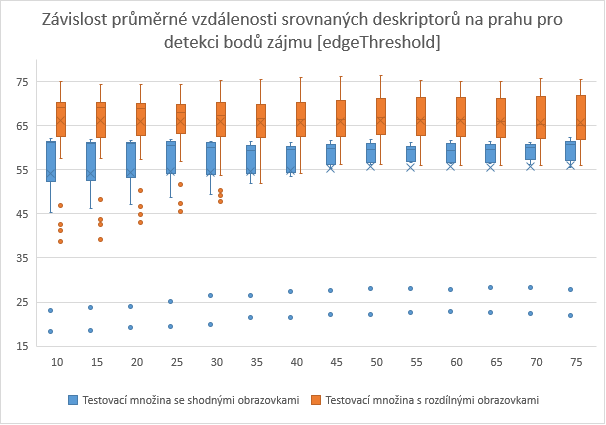 Závislost průměrné vzdálenosti srovnaných deskriptorů na prahu pro
detekci bodů zájmu [edgeThreshold]
75
65
55
45
35
25
15
10 15 20 25 30 35 40 45 50 55 60 65 70 75
Testovací množina se shodnými obrazovkami Testovací množina s rozdílnými obrazovkami